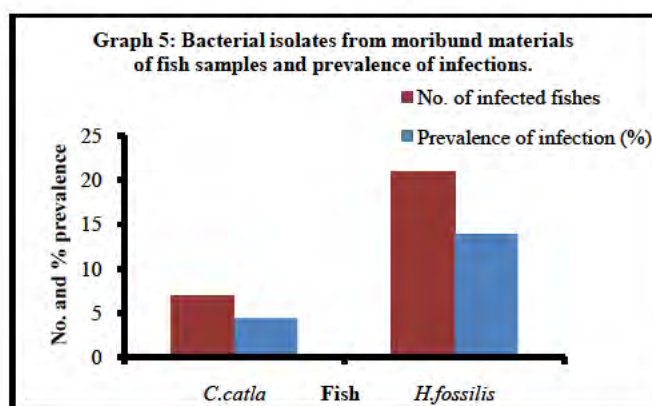 Graph 5: Bacterial isolates from moribund materials
of fish samples and prevalence of infections.
No. of infected fishes
Prevalence of infection (%)
No. and % prevalence
25
20
15
10
5
0
C.catla Fish H.fossilis